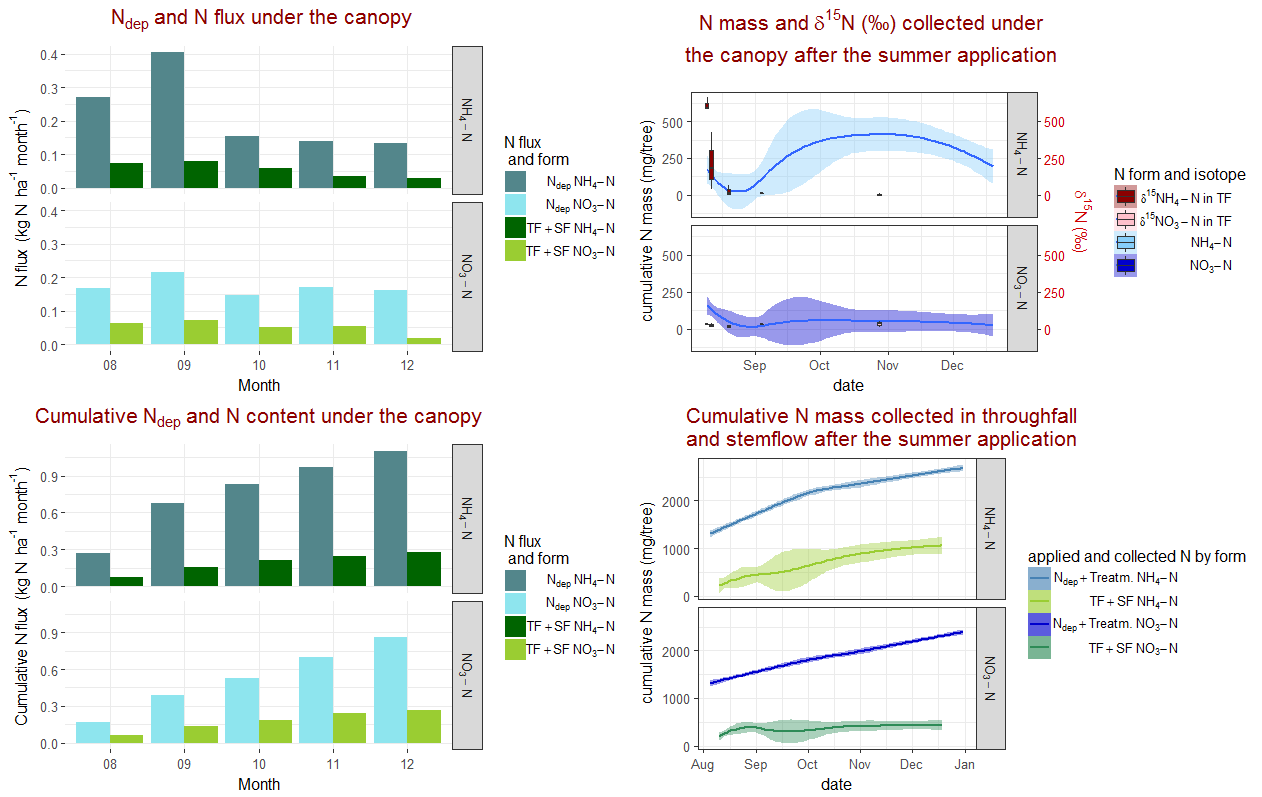 N_dep and N flux under the canopy
N flux (kg N ha⁻¹ month⁻¹)
0.4
0.3
0.2
0.1
0.0
NH₄−N
0.4
0.3
0.2
0.1
0.0
NO₃−N
08 09 10 11 12
Month
N flux
and form
N_dep NH₄−N
N_dep NO₃−N
TF + SF NH₄−N
TF + SF NO₃−N
N mass and δ¹⁵N (‰) collected under
the canopy after the summer application
cumulative N mass (mg/tree)
500
250
0
NH₄−N
500
250
0
500
250
0
NO₃−N
500
250
0
δ¹⁵N (‰)
Sep Oct Nov Dec
date
N form and isotope
δ¹⁵NH₄−N in TF
δ¹⁵NO₃−N in TF
NH₄−N
NO₃−N
Cumulative N_dep and N content under the canopy
Cumulative N flux (kg N ha⁻¹ month⁻¹)
0.9
0.6
0.3
0.0
NH₄−N
0.9
0.6
0.3
0.0
NO₃−N
08 09 10 11 12
Month
N flux
and form
N_dep NH₄−N
N_dep NO₃−N
TF + SF NH₄−N
TF + SF NO₃−N
Cumulative N mass collected in throughfall
and stemflow after the summer application
cumulative N mass (mg/tree)
2000
1000
0
NH₄−N
2000
1000
0
NO₃−N
Aug Sep Oct Nov Dec Jan
date
applied and collected N by form
N_dep + Treatm. NH₄−N
TF + SF NH₄−N
N_dep + Treatm. NO₃−N
TF + SF NO₃−N